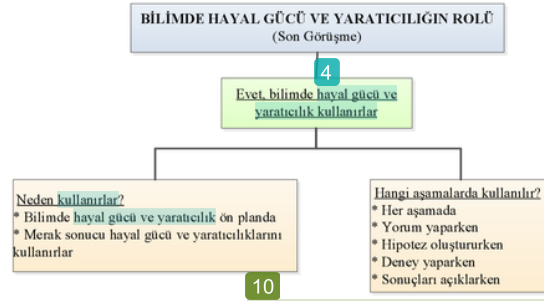 BİLİMDE HAYAL GÜCÜ VE YARATICILIĞIN ROLÜ
(Son Görüşme)
4
Evet, bilimde hayal gücü ve
yaratıcılık kullanırlar
Neden kullanırlar?
* Bilimde hayal gücü ve yaratıcılık ön planda
* Merak sonucu hayal gücü ve yaratıcılıklarını
kullanırlar
Hangi aşamalarda kullanılır?
* Her aşamada
* Yorum yaparken
* Hipotez oluştururken
* Deney yaparken
* Sonuçları açıklarken
10